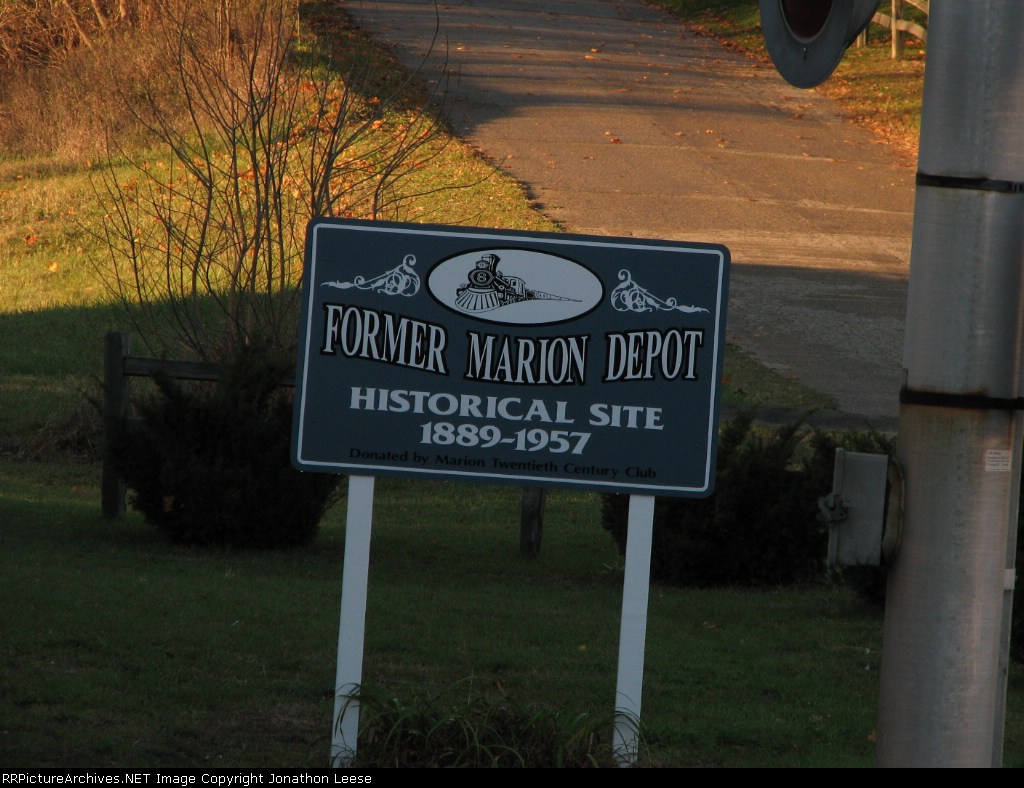 FORMER MARION DEPOT
HISTORICAL SITE
1889-1957
Donated by Marion Twentieth Century Club
RRPictureArchives.NET Image Copyright Jonathon Leese